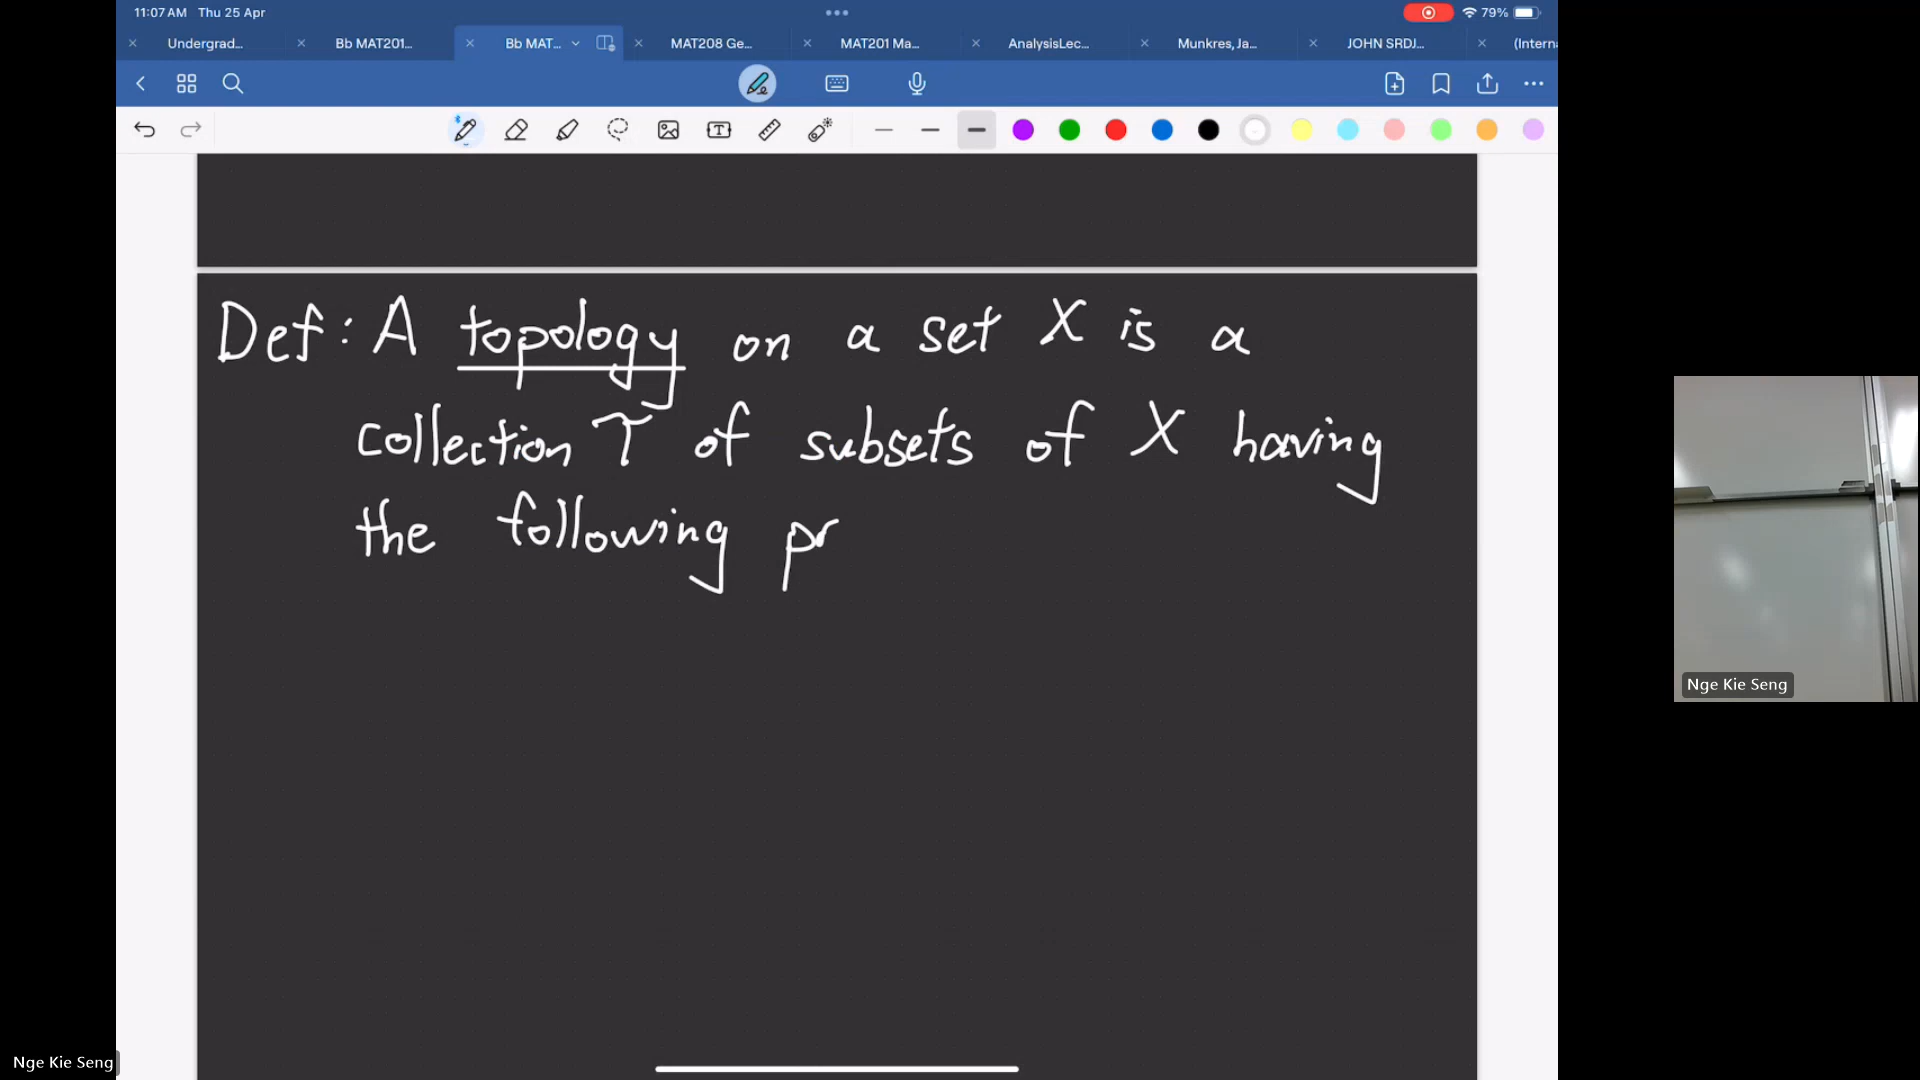 11:07 AM Thu 25 Apr
79%
Undergrad...
Bb MAT201...
Bb MAT...
MAT208 Ge...
MAT201 Ma...
AnalysisLec...
Munkres, Ja...
JOHN SRDJ...
(Intern
Def: A topology on a set X is a
collection τ of subsets of X having
the following pr
Nge Kie Seng
Nge Kie Seng